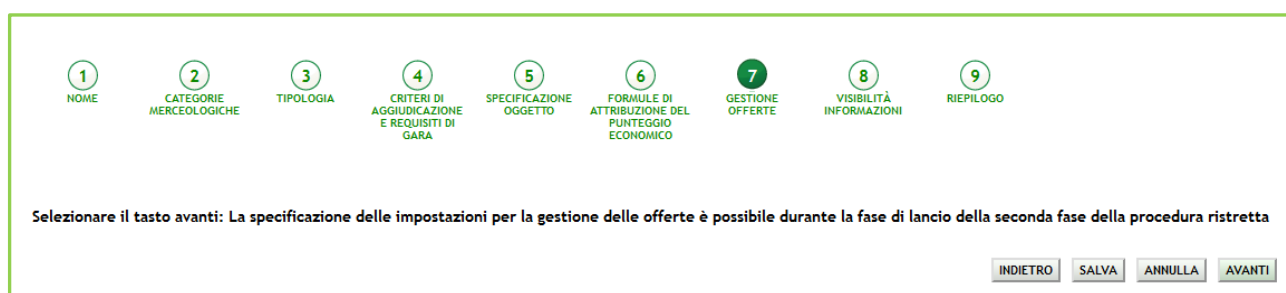 1 2 3 4 5 6 7 8 9
NOME CATEGORIE TIPOLOGIA CRITERI DI SPECIFICAZIONE FORMULE DI GESTIONE VISIBILITÀ RIEPILOGO
MERCEOLOGICHE AGGIUDICAZIONE OGGETTO ATTRIBUZIONE DEL OFFERTE INFORMAZIONI
E REQUISITI DI PUNTEGGIO
GARA ECONOMICO
Selezionare il tasto avanti: La specificazione delle impostazioni per la gestione delle offerte è possibile durante la fase di lancio della seconda fase della procedura ristretta
INDIETRO SALVA ANNULLA AVANTI